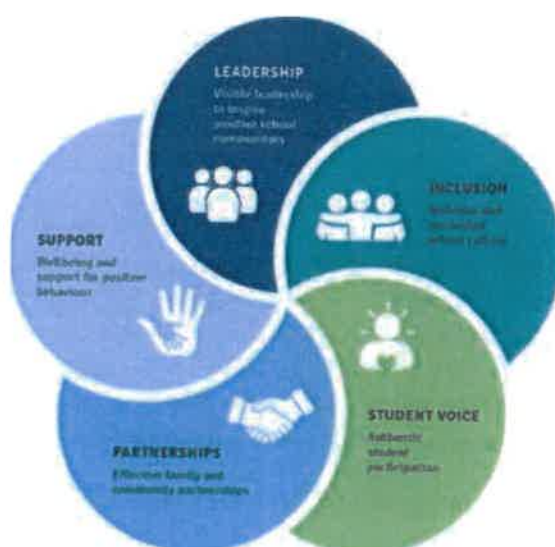 LEADERSHIP
Visible leadership
to inspire
positive school
communities
INCLUSION
Inclusive and
connected
school culture
STUDENT VOICE
Authentic
student
participation
PARTNERSHIPS
Effective family and
community partnerships
SUPPORT
Wellbeing and
support for positive
behaviour